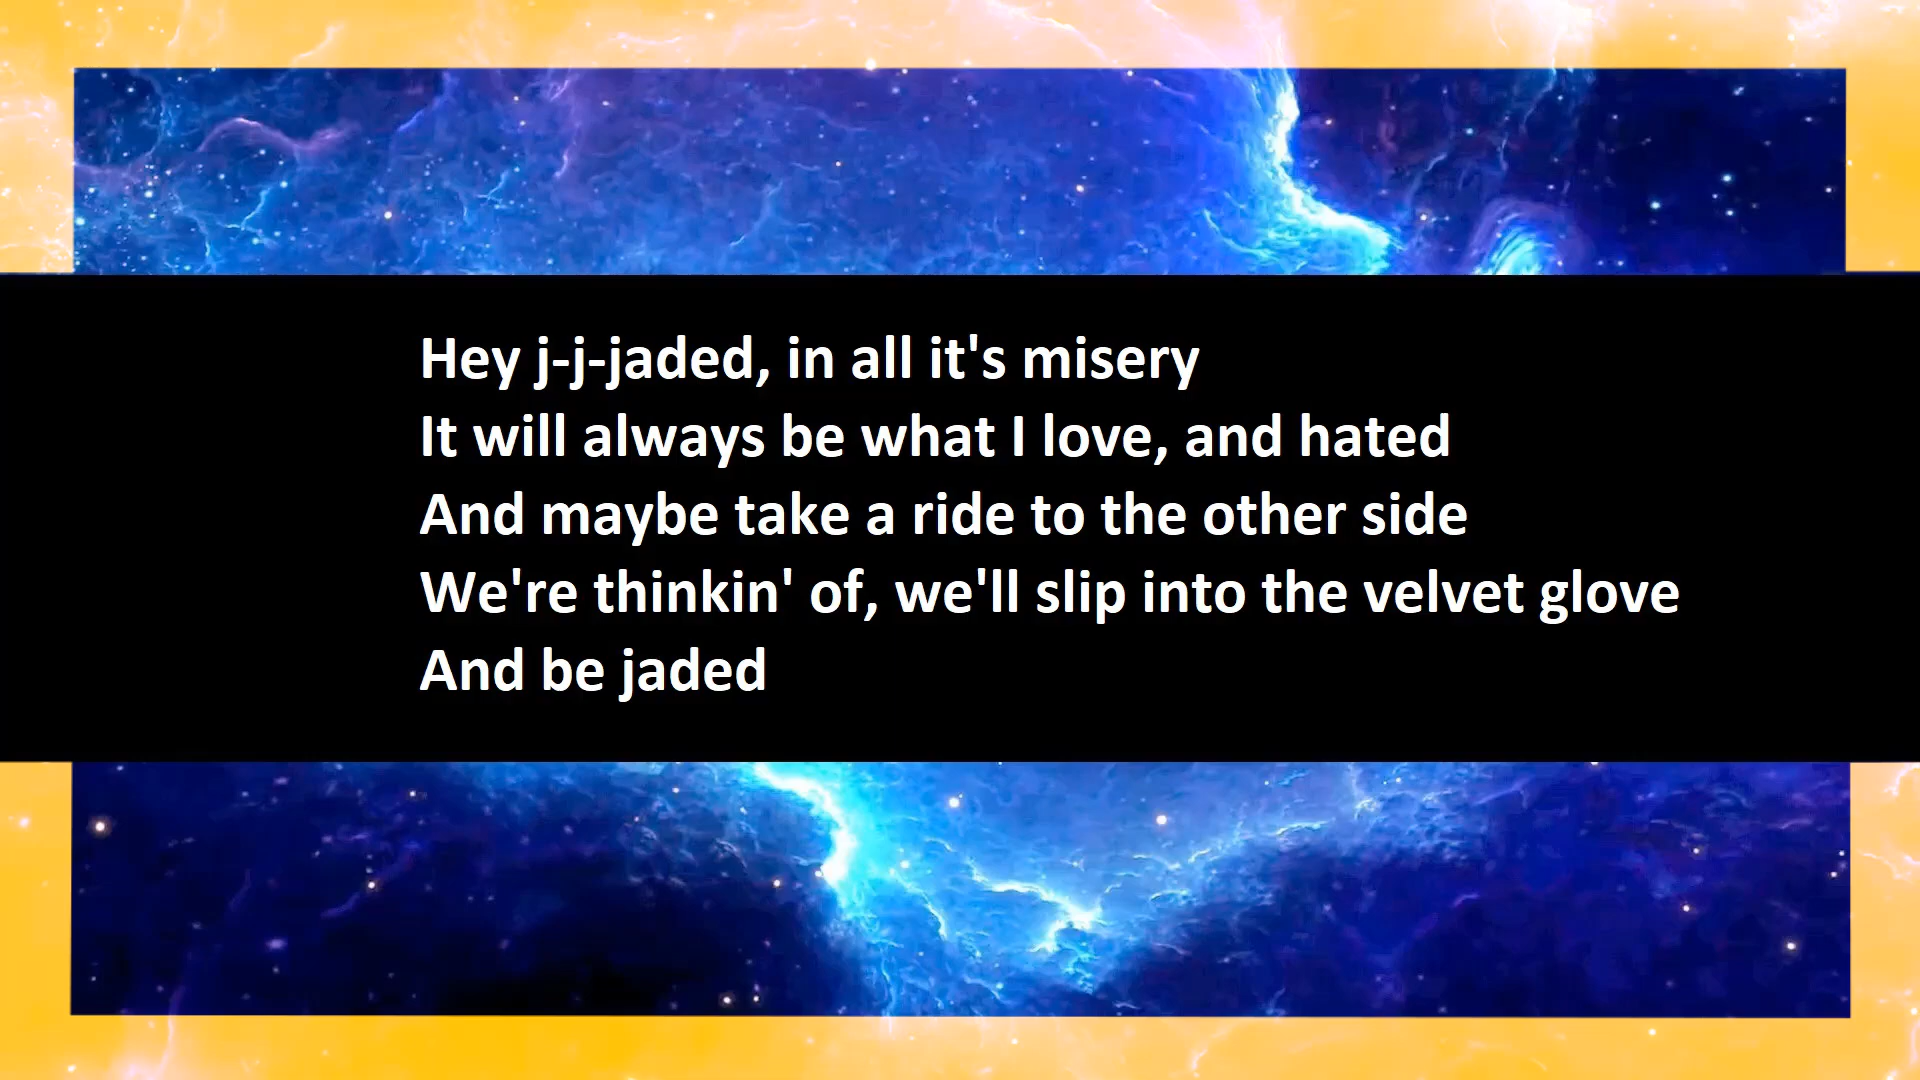 Hey j-j-jaded, in all it's misery
It will always be what I love, and hated
And maybe take a ride to the other side
We're thinkin' of, we'll slip into the velvet glove
And be jaded